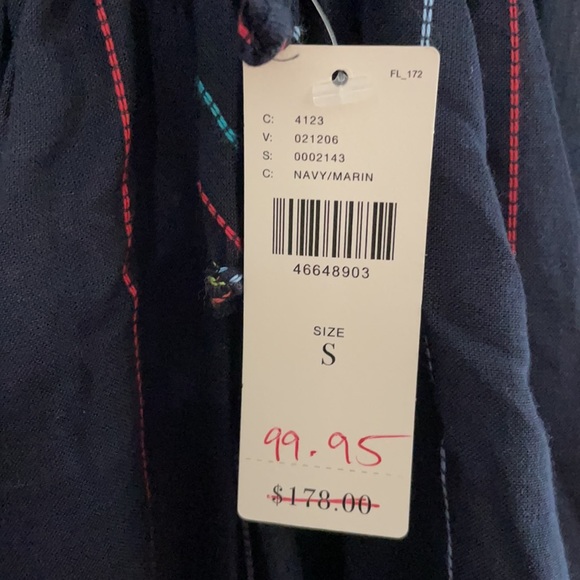 FL_172
C: 4123
V: 021206
S: 0002143
C: NAVY/MARIN
46648903
SIZE
S
99.95
$178.00